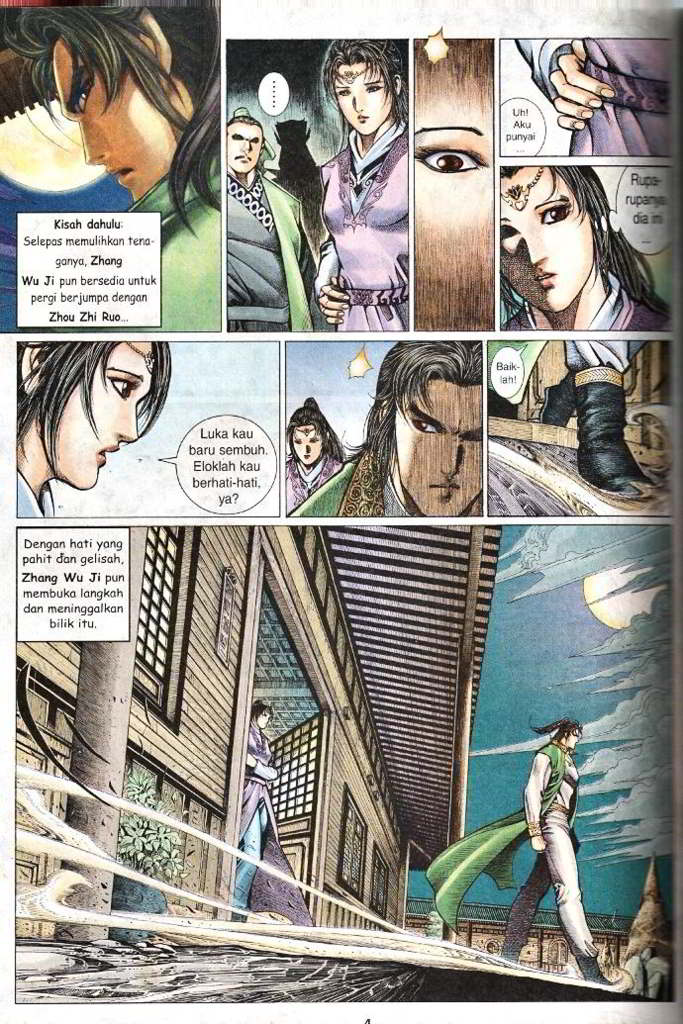 Kisah dahulu:
Selepas memulihkan tena-
ganya, Zhang
Wu Ji pun bersedia untuk
pergi berjumpa dengan
Zhou Zhi Ruo...
......
Uh!
Aku
punyai
...
Rupa-
rupanya
dia ini
...
Luka kau
baru sembuh.
Eloklah kau
berhati-hati,
ya?
Baik-
lah!
Dengan hati yang
pahit dan gelisah,
Zhang Wu Ji pun
membuka langkah
dan meninggalkan
bilik itu.